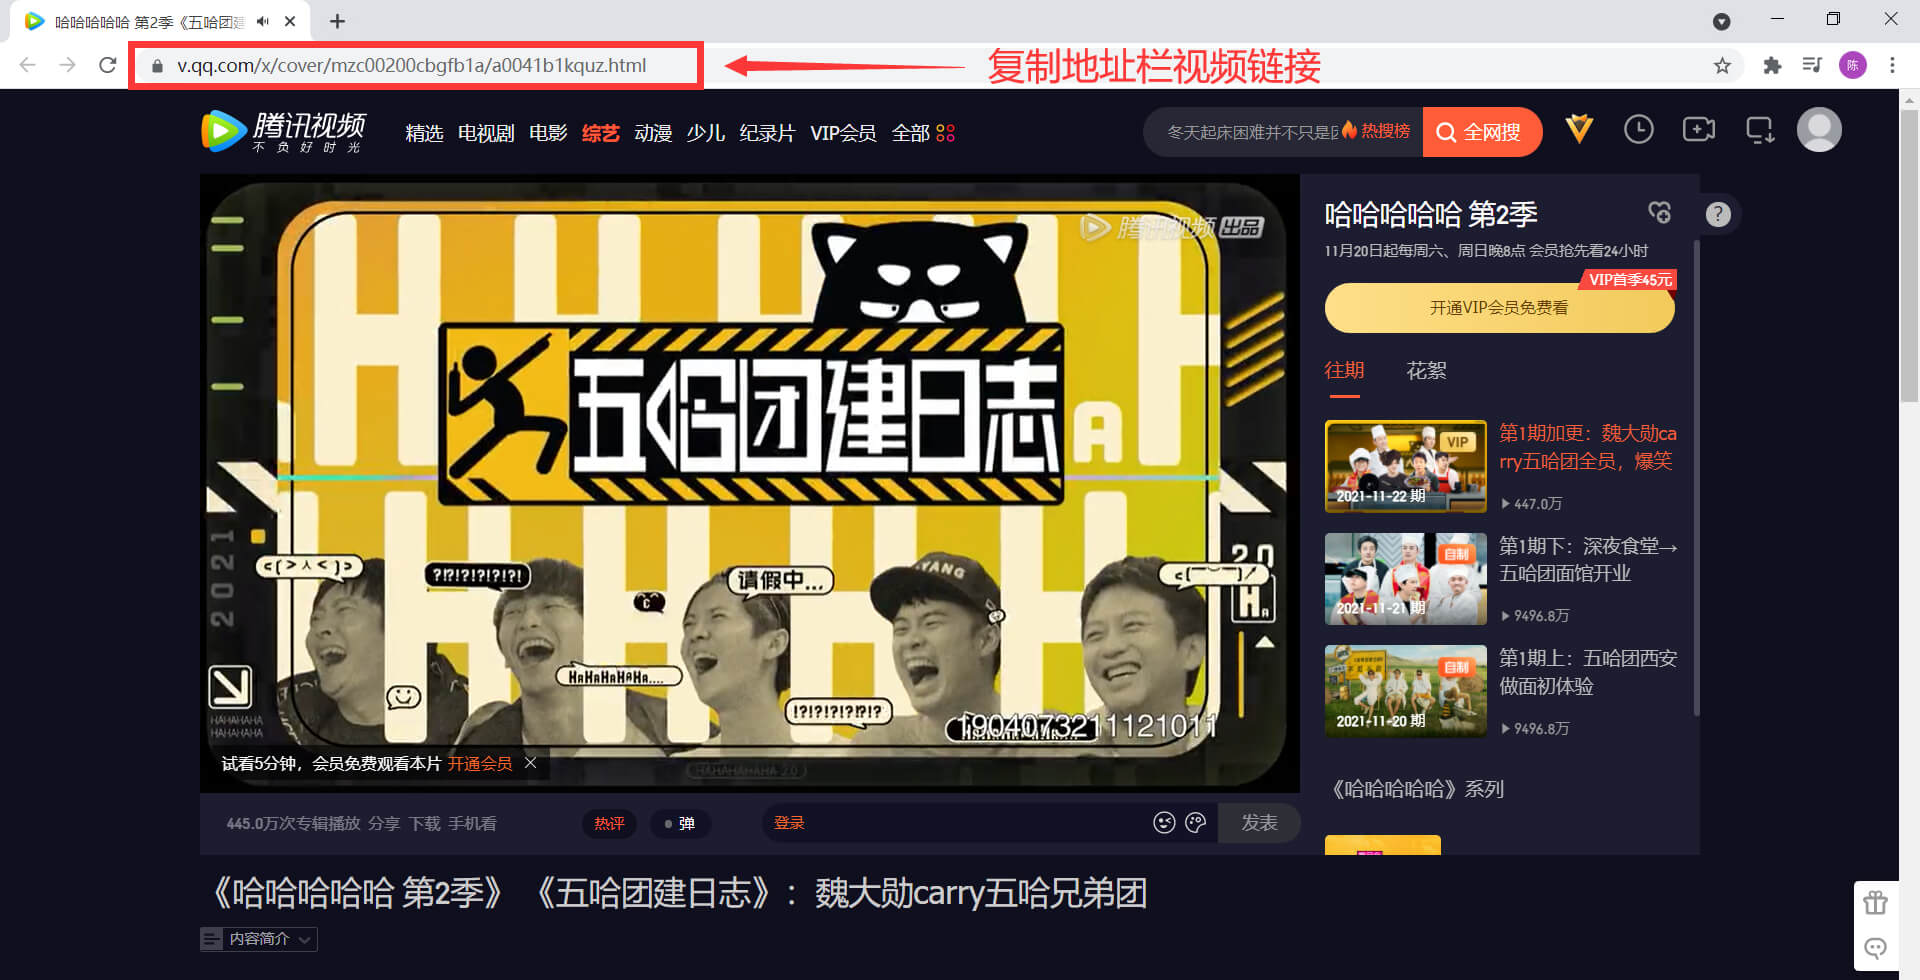 哈哈哈哈哈 第2季《五哈团建
v.qq.com/x/cover/mzc00200cbgfb1a/a0041b1kquz.html
复制地址栏视频链接
陈
腾讯视频
不负好时光
精选 电视剧 电影 综艺 动漫 少儿 纪录片 VIP会员 全部
冬天起床困难并不只是因 热搜榜 全网搜
腾讯视频 出品
五哈团建日志
2021
HA
20
Ha
YANG
<(>人<)>
?!?!?!?!?!
请假中...
HAHAHAHAHA....
!?!?!?!?!?
1904073211121011
HAHAHAHA
HAHAHAHA
HAHAHAHAHA 2.0
试看5分钟，会员免费观看本片 开通会员
445.0万次专辑播放 分享 下载 手机看
热评
弹
登录
发表
哈哈哈哈哈 第2季
?
11月20日起每周六、周日晚8点 会员抢先看24小时
VIP首季45元
开通VIP会员免费看
往期 花絮
VIP
2021-11-22 期
第1期加更：魏大勋ca
rry五哈团全员，爆笑
447.0万
自制
2021-11-21 期
第1期下：深夜食堂→
五哈团面馆开业
9496.8万
自制
2021-11-20 期
第1期上：五哈团西安
做面初体验
9496.8万
《哈哈哈哈哈》系列
《哈哈哈哈哈 第2季》《五哈团建日志》：魏大勋carry五哈兄弟团
内容简介